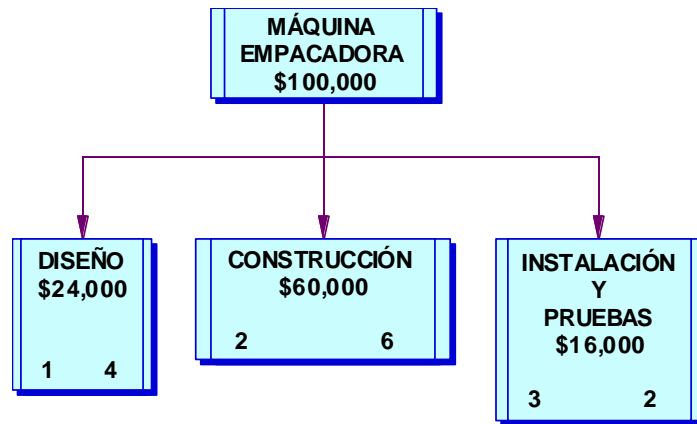 MÁQUINA
EMPACADORA
$100,000
DISEÑO
$24,000
1 4
CONSTRUCCIÓN
$60,000
2 6
INSTALACIÓN
Y
PRUEBAS
$16,000
3 2